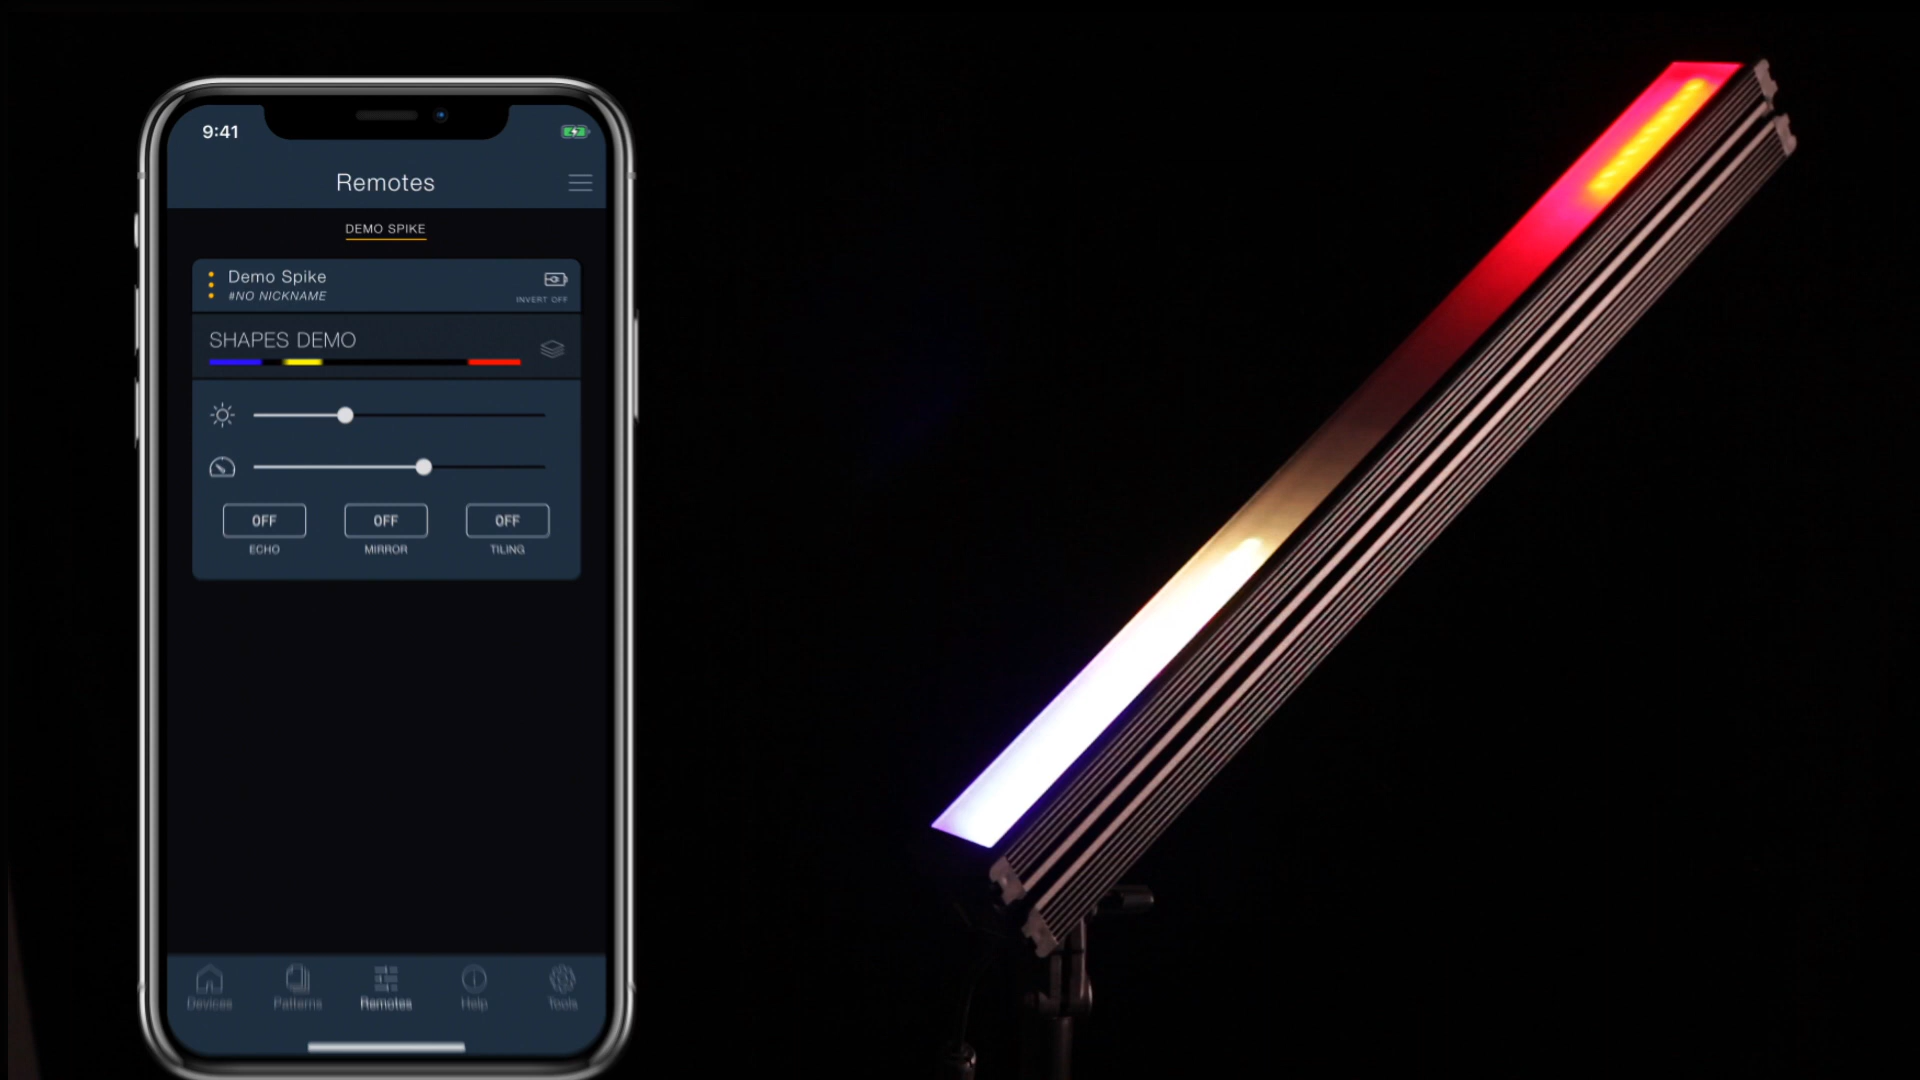 9:41
Remotes
DEMO SPIKE
Demo Spike
#NO NICKNAME
INVERT OFF
SHAPES DEMO
OFF OFF OFF
ECHO MIRROR TILING
Devices Patterns Remotes Help Tools